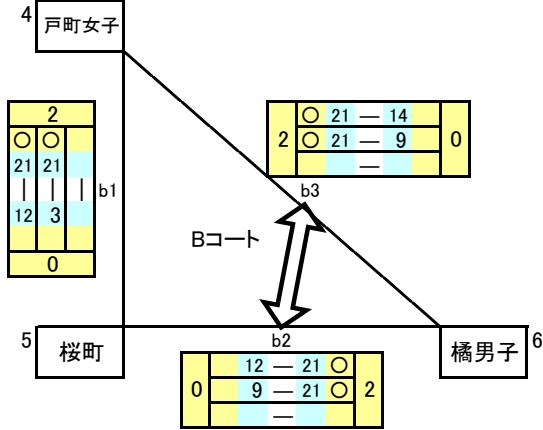 4 戸町女子
2
○ ○
21 21
| | |
12 3
0
b1
2 ○ 21 — 14 0
○ 21 — 9
—
b3
Bコート
5 桜町
橘男子 6
b2
0 12 — 21 ○ 2
9 — 21 ○
—